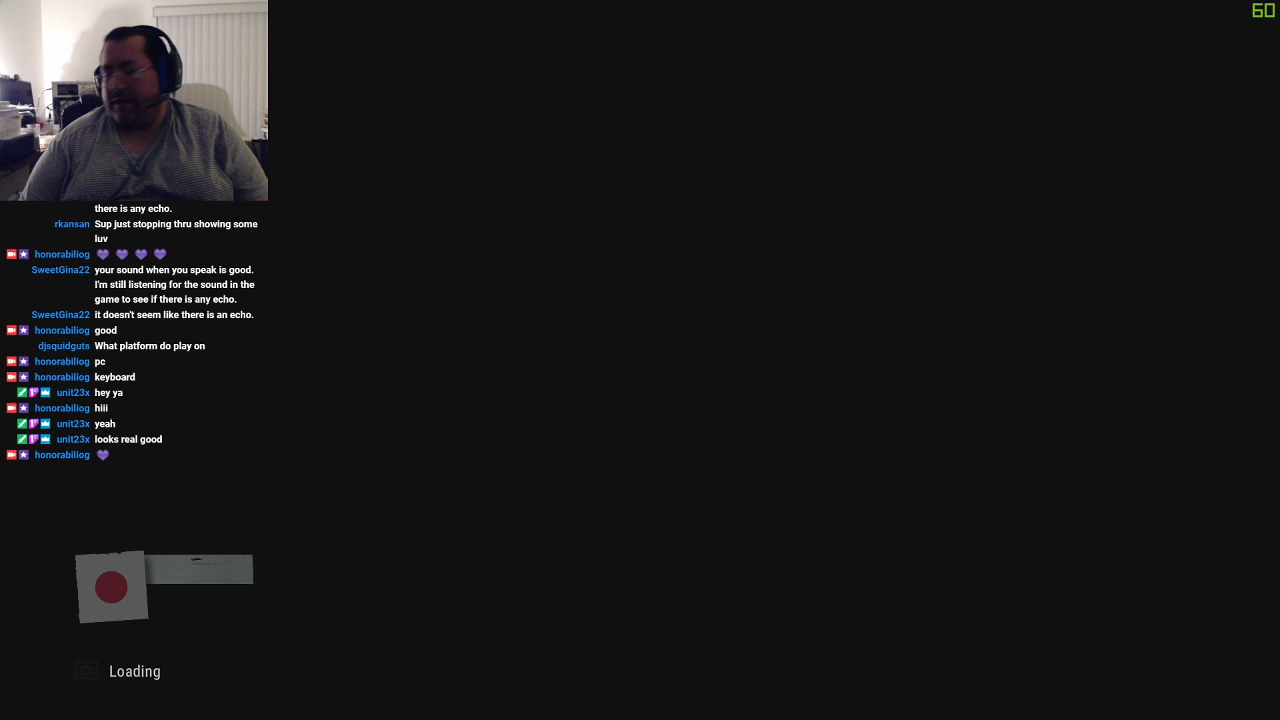 60
there is any echo.
rkansan Sup just stopping thru showing some
luv
honorabiliog
SweetGina22 your sound when you speak is good.
I'm still listening for the sound in the
game to see if there is any echo.
SweetGina22 it doesn't seem like there is an echo.
honorabiliog good
djsquidguts What platform do play on
honorabiliog pc
honorabiliog keyboard
unit23x hey ya
honorabiliog hiii
unit23x yeah
unit23x looks real good
honorabiliog
Loading